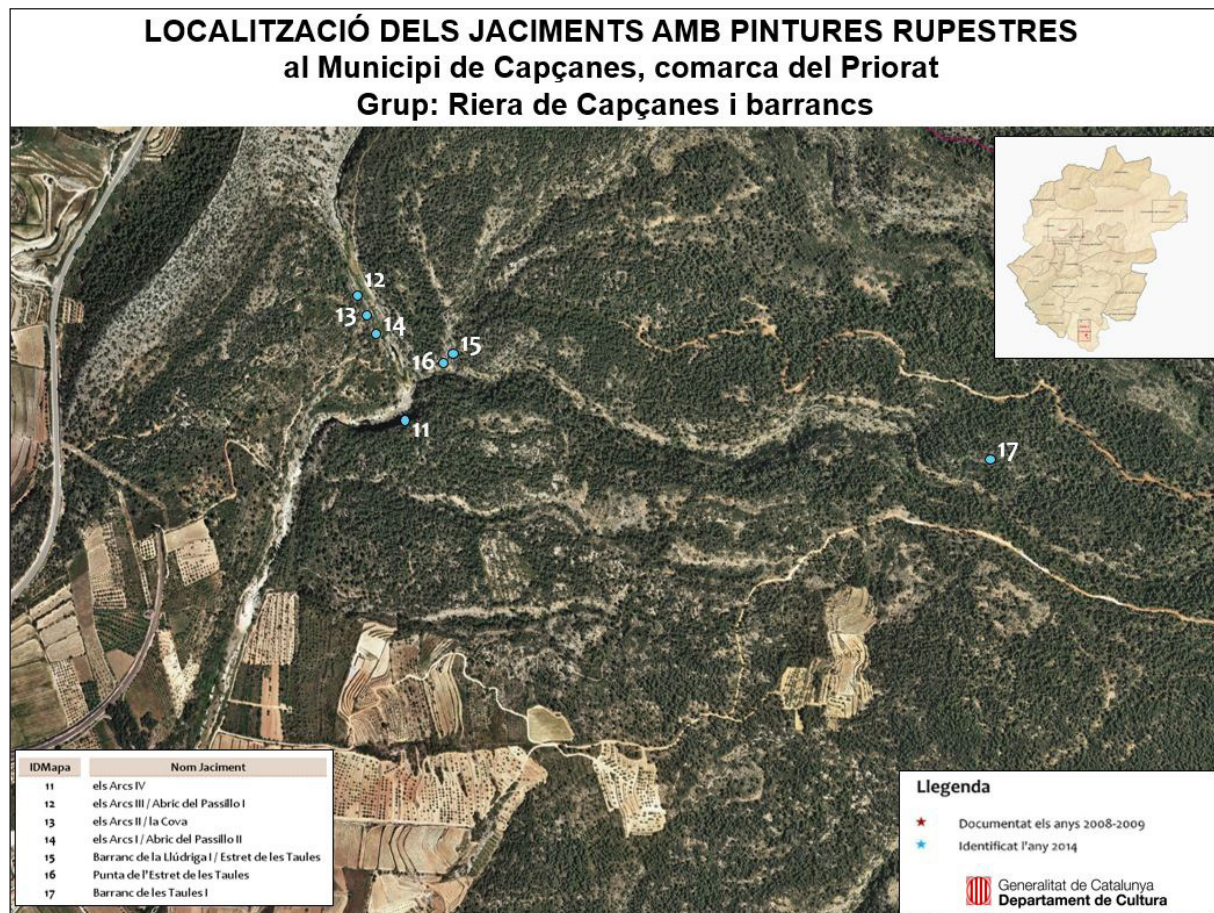 LOCALITZACIÓ DELS JACIMENTS AMB PINTURES RUPESTRES
al Municipi de Capçanes, comarca del Priorat
Grup: Riera de Capçanes i barrancs
12
13
14
15
16
11
17
IDMapa Nom Jaciment
11 els Arcs IV
12 els Arcs III / Abric del Passillo I
13 els Arcs II / la Cova
14 els Arcs I / Abric del Passillo II
15 Barranc de la Llúdriga I / Estret de les Taules
16 Punta de l'Estret de les Taules
17 Barranc de les Taules I
Llegenda
Documentat els anys 2008-2009
Identificat l'any 2014
Generalitat de Catalunya
Departament de Cultura